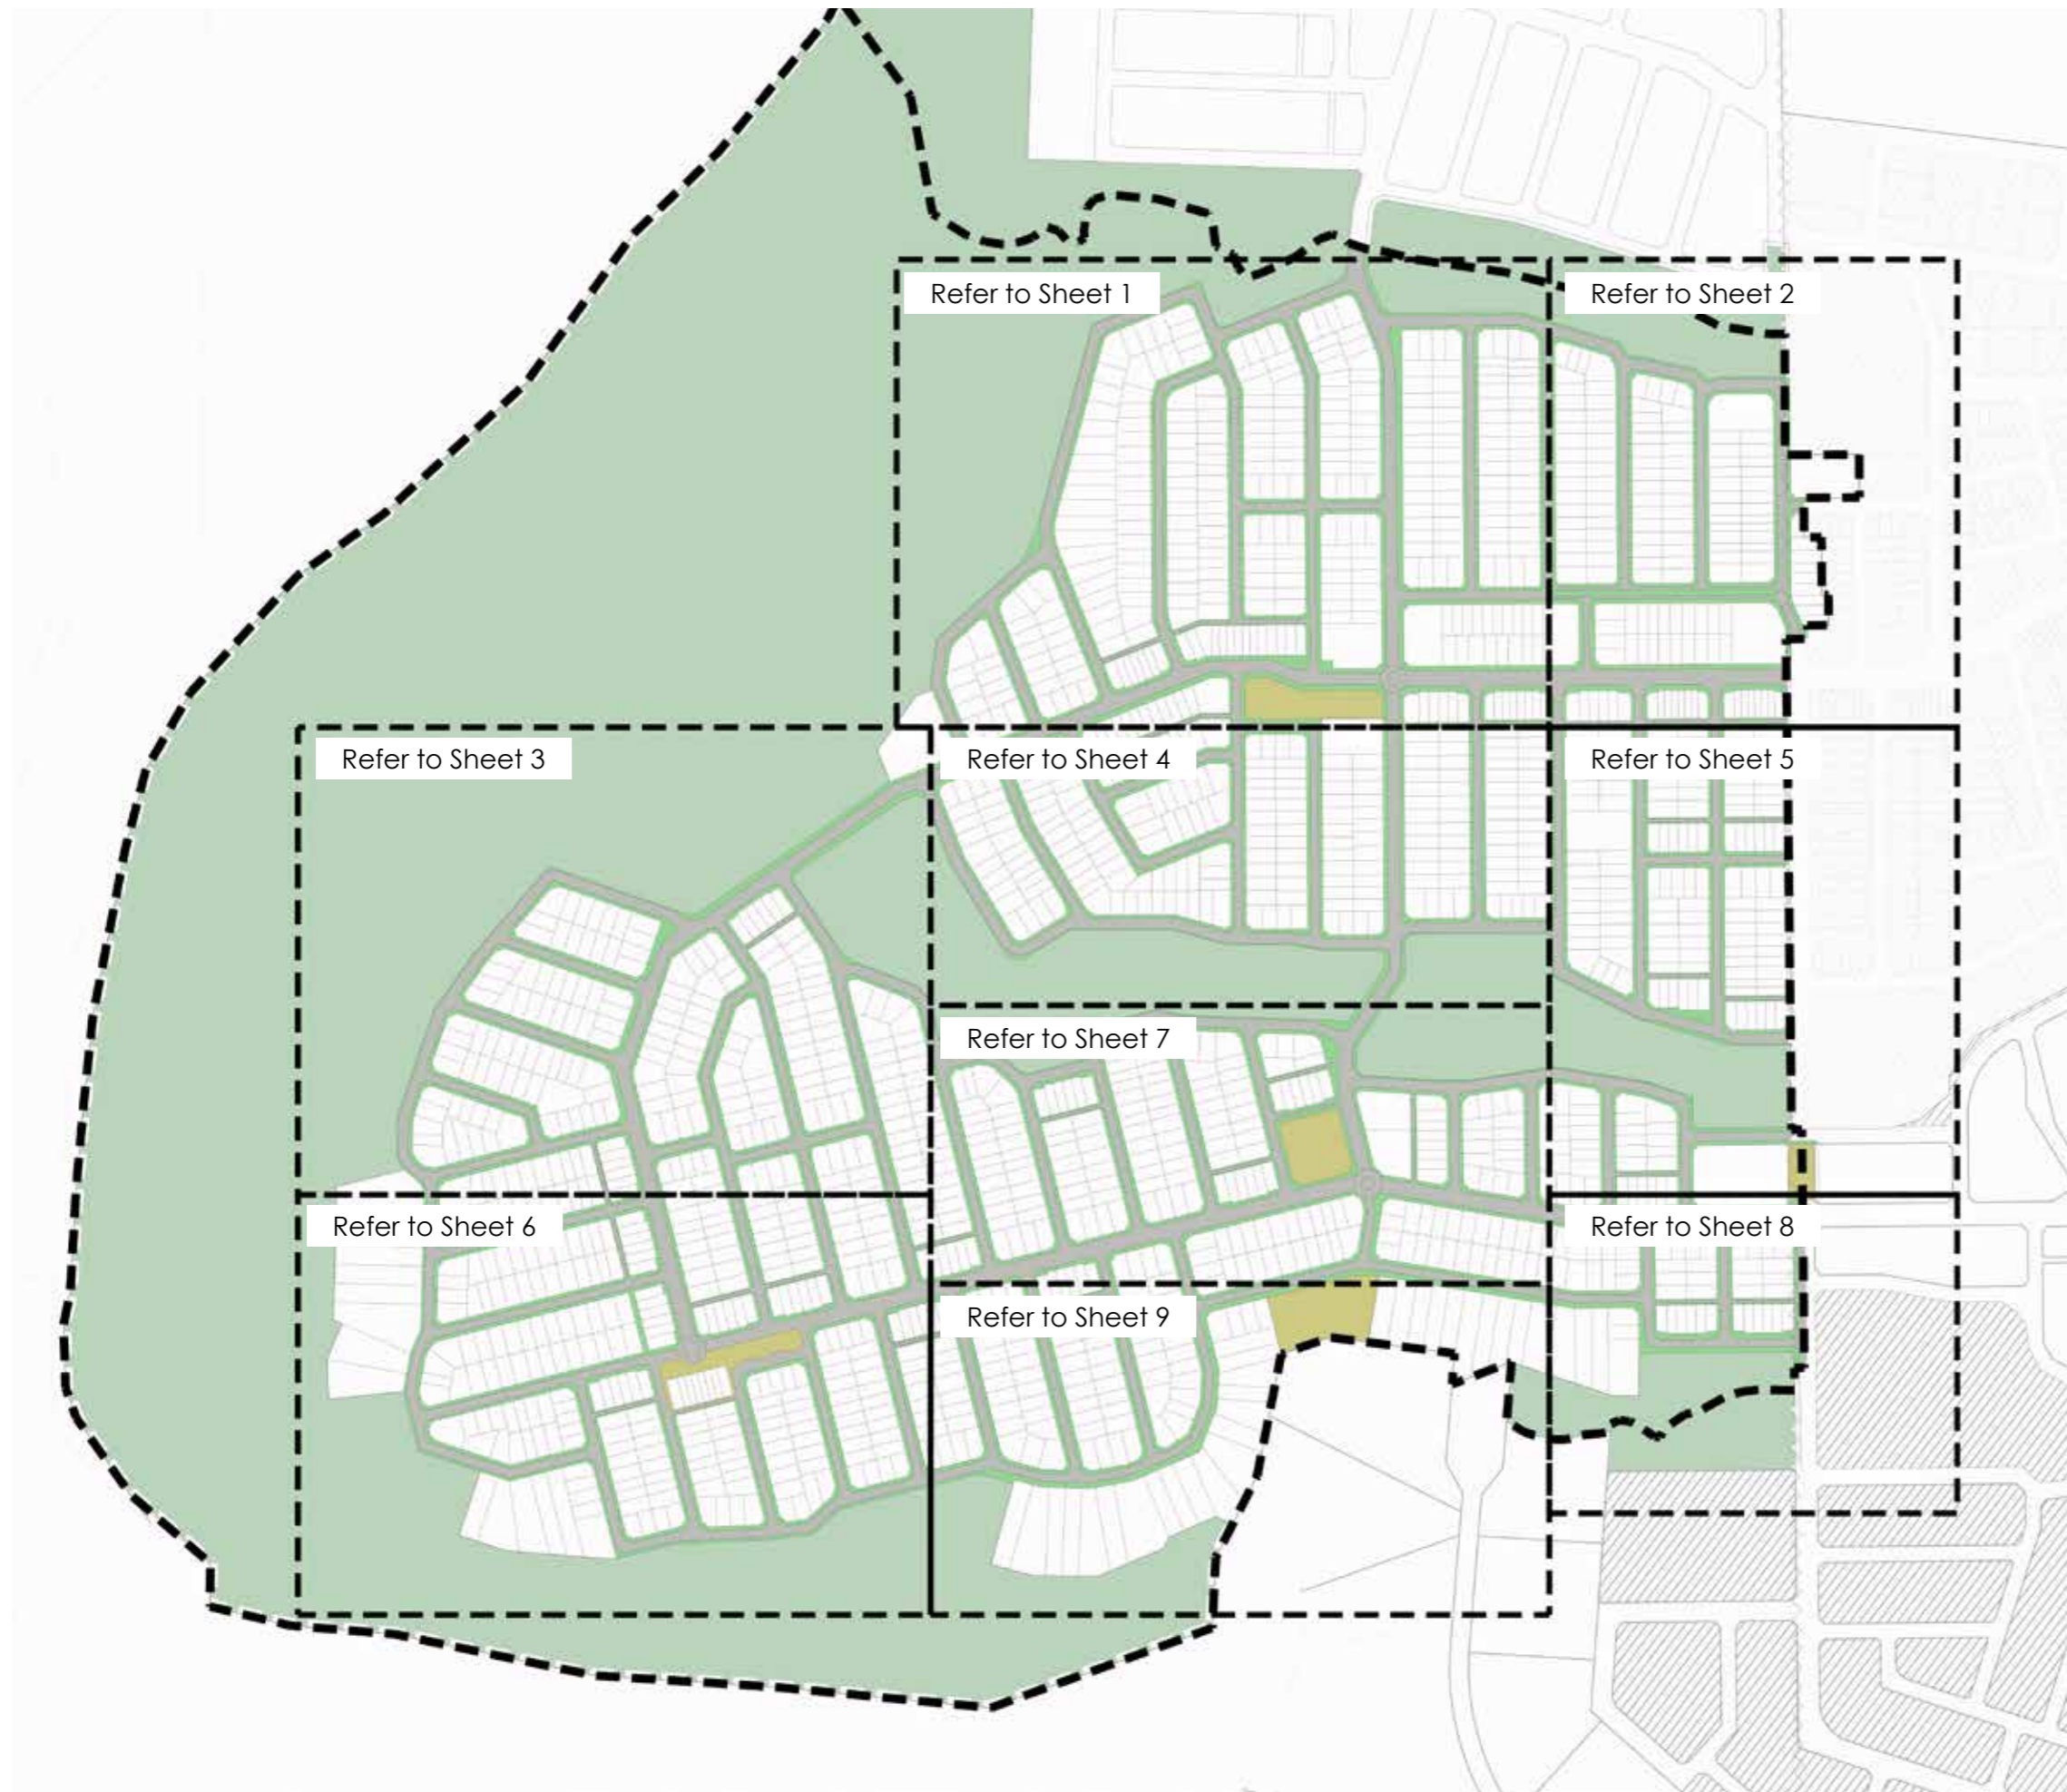 Refer to Sheet 1
Refer to Sheet 2
Refer to Sheet 3
Refer to Sheet 4
Refer to Sheet 5
Refer to Sheet 7
Refer to Sheet 6
Refer to Sheet 8
Refer to Sheet 9